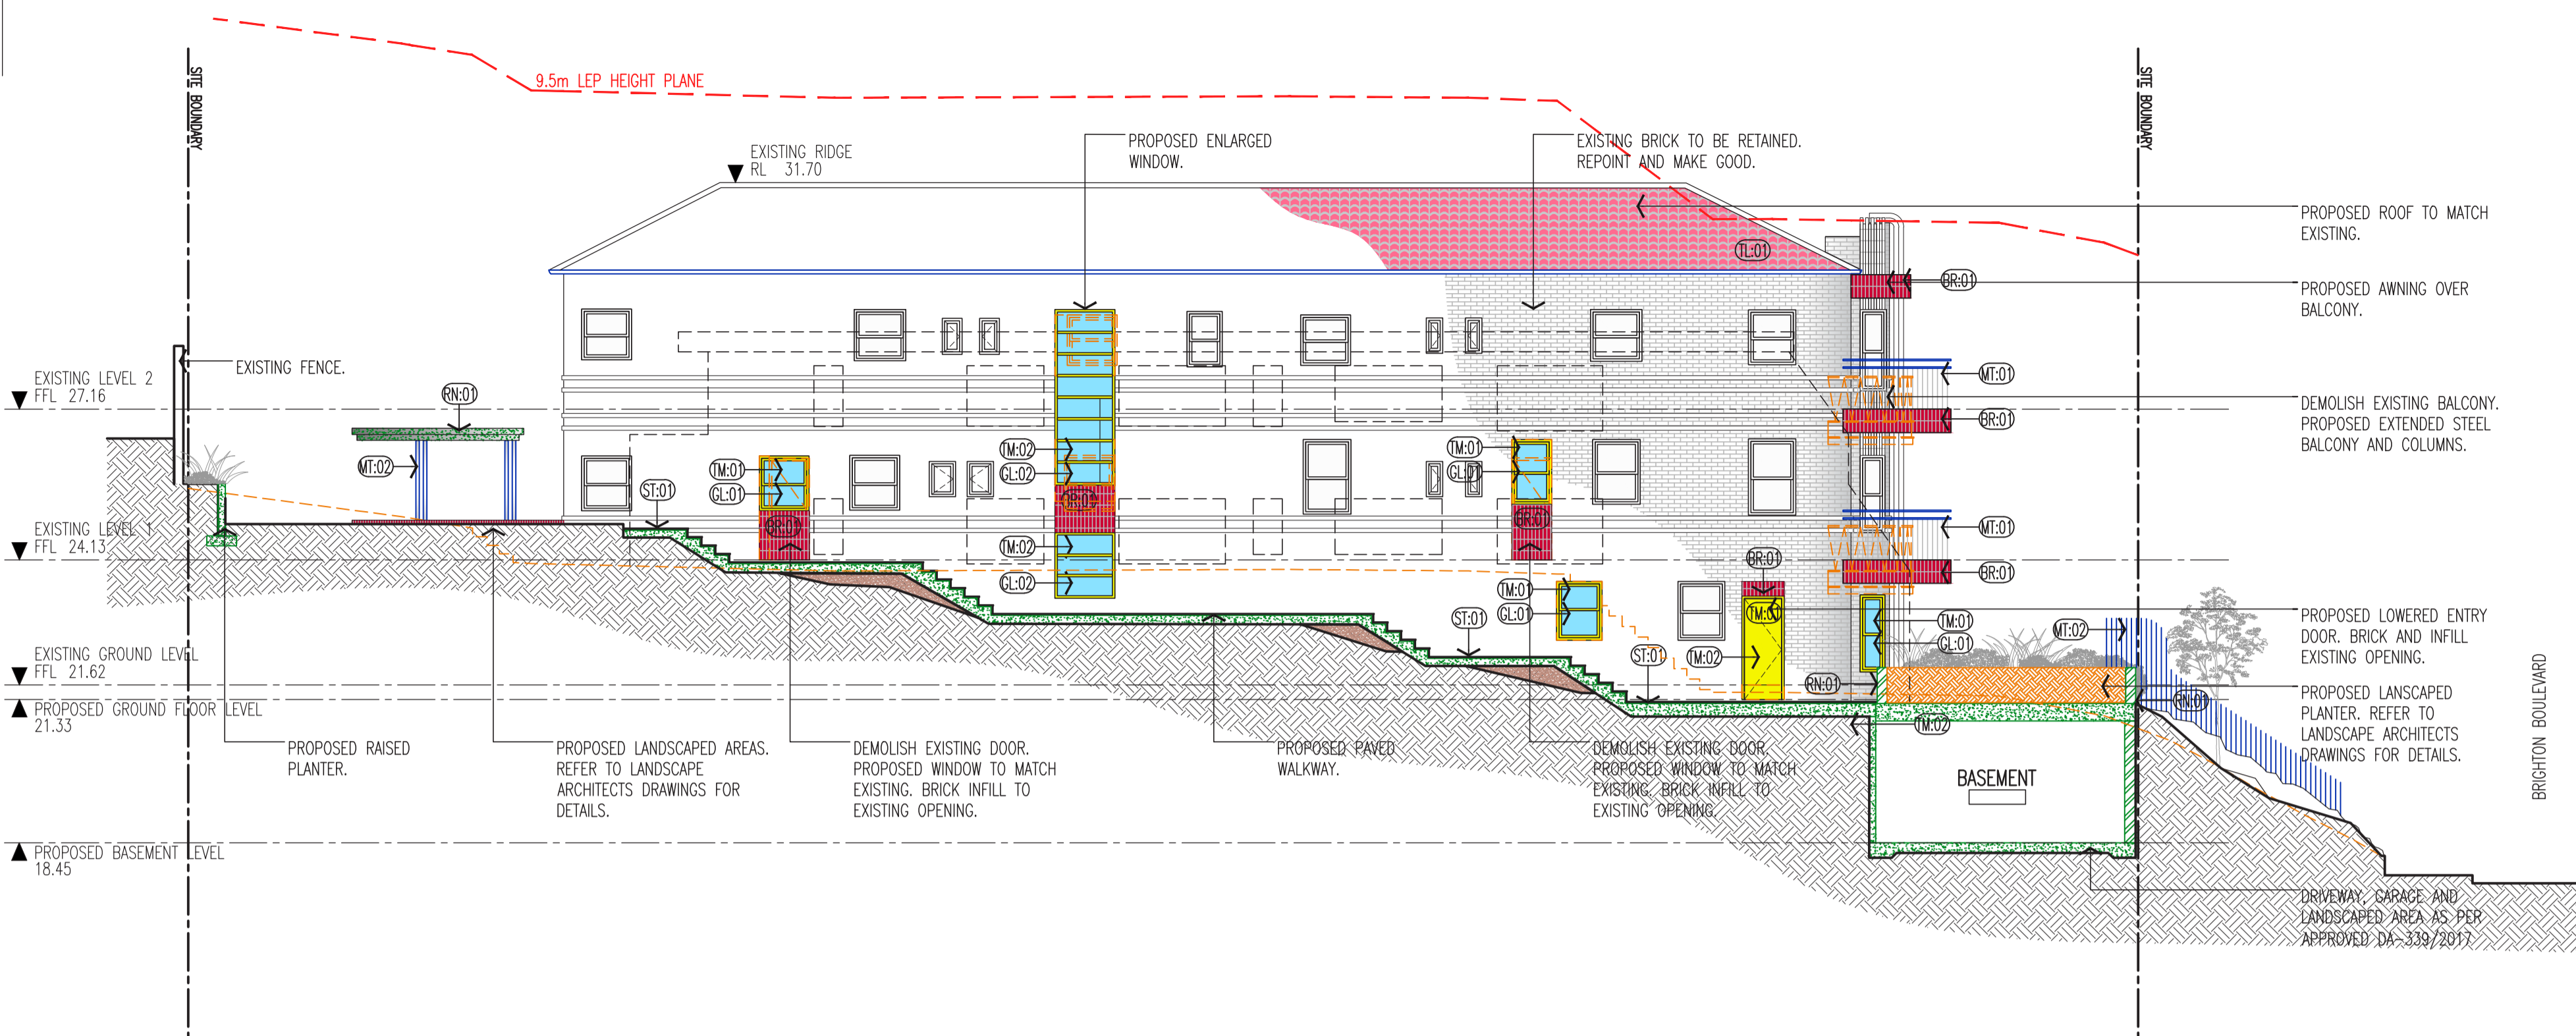 9.5m LEP HEIGHT PLANE
SITE BOUNDARY
SITE BOUNDARY
EXISTING RIDGE
RL 31.70
PROPOSED ENLARGED
WINDOW.
EXISTING BRICK TO BE RETAINED.
REPOINT AND MAKE GOOD.
PROPOSED ROOF TO MATCH
EXISTING.
TL:01
BR:01
PROPOSED AWNING OVER
BALCONY.
EXISTING FENCE.
EXISTING LEVEL 2
FFL 27.16
RN:01
MT:01
DEMOLISH EXISTING BALCONY.
PROPOSED EXTENDED STEEL
BALCONY AND COLUMNS.
BR:01
MT:02
TM:01
GL:01
ST:01
BR:01
TM:02
GL:02
BR:01
TM:02
GL:02
TM:01
GL:01
BR:01
EXISTING LEVEL 1
FFL 24.13
MT:01
BR:01
BR:01
TM:01
GL:01
ST:01
TM:01
TM:02
ST:01
TM:01
GL:01
MT:02
RN:01
RN:01
TM:02
PROPOSED LOWERED ENTRY
DOOR. BRICK AND INFILL
EXISTING OPENING.
EXISTING GROUND LEVEL
FFL 21.62
PROPOSED GROUND FLOOR LEVEL
21.33
PROPOSED LANSCAPED
PLANTER. REFER TO
LANDSCAPE ARCHITECTS
DRAWINGS FOR DETAILS.
BRIGHTON BOULEVARD
PROPOSED RAISED
PLANTER.
PROPOSED LANDSCAPED AREAS.
REFER TO LANDSCAPE
ARCHITECTS DRAWINGS FOR
DETAILS.
DEMOLISH EXISTING DOOR.
PROPOSED WINDOW TO MATCH
EXISTING. BRICK INFILL TO
EXISTING OPENING.
PROPOSED PAVED
WALKWAY.
DEMOLISH EXISTING DOOR.
PROPOSED WINDOW TO MATCH
EXISTING. BRICK INFILL TO
EXISTING OPENING.
BASEMENT
PROPOSED BASEMENT LEVEL
18.45
DRIVEWAY, GARAGE AND
LANDSCAPED AREA AS PER
APPROVED DA-339/2017